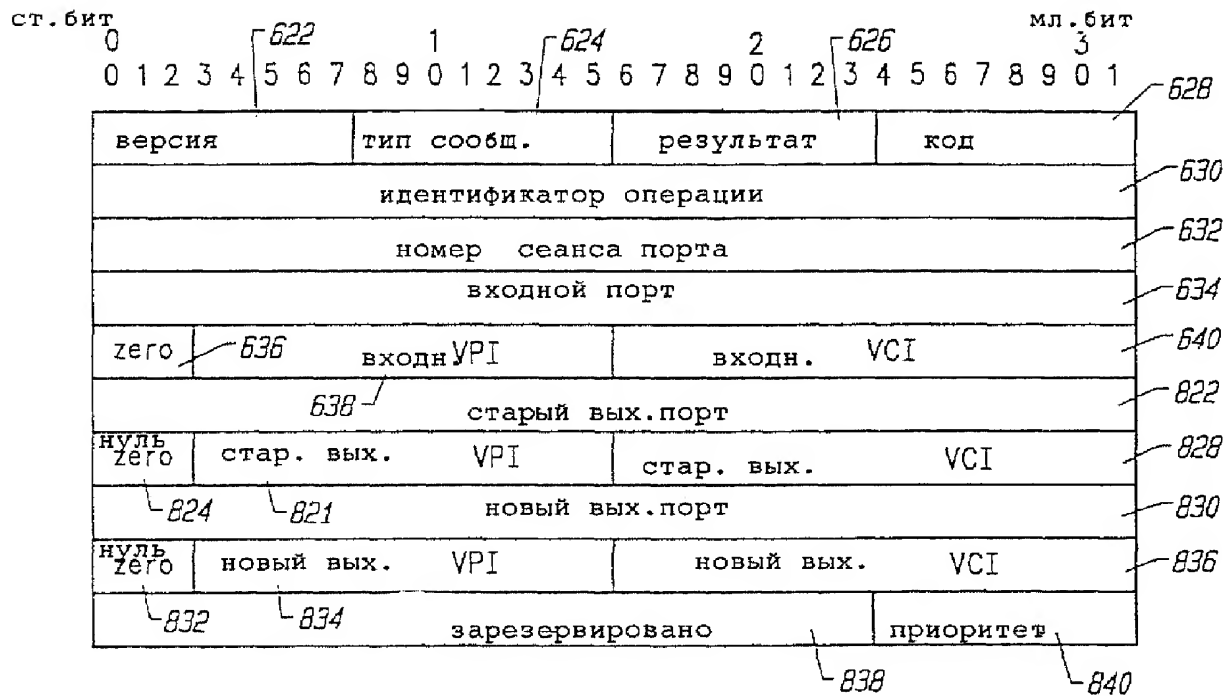 ст.бит мл.бит
0 622 1 624 2 626 3
0 1 2 3 4 5 6 7 8 9 0 1 2 3 4 5 6 7 8 9 0 1 2 3 4 5 6 7 8 9 0 1
628
версия тип сообщ. результат код
630
идентификатор операции
632
номер сеанса порта
входной порт 634
zero 636 входн. VPI входн. VCI 640
638 822
старый вых.порт
нуль
zero стар. вых. VPI стар. вых. VCI 828
824 821 новый вых.порт 830
нуль
zero новый вых. VPI новый вых. VCI 836
832 834 зарезервировано приоритет
838 840